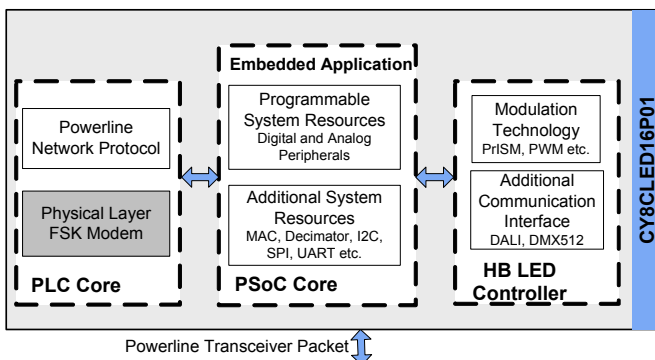 Embedded Application
Powerline
Network Protocol
Physical Layer
FSK Modem
PLC Core
Programmable
System Resources
Digital and Analog
Peripherals
Additional System
Resources
MAC, Decimator, I2C,
SPI, UART etc.
PSoC Core
Modulation
Technology
PrISM, PWM etc.
Additional
Communication
Interface
DALI, DMX512
HB LED
Controller
CY8CLED16P01
Powerline Transceiver Packet